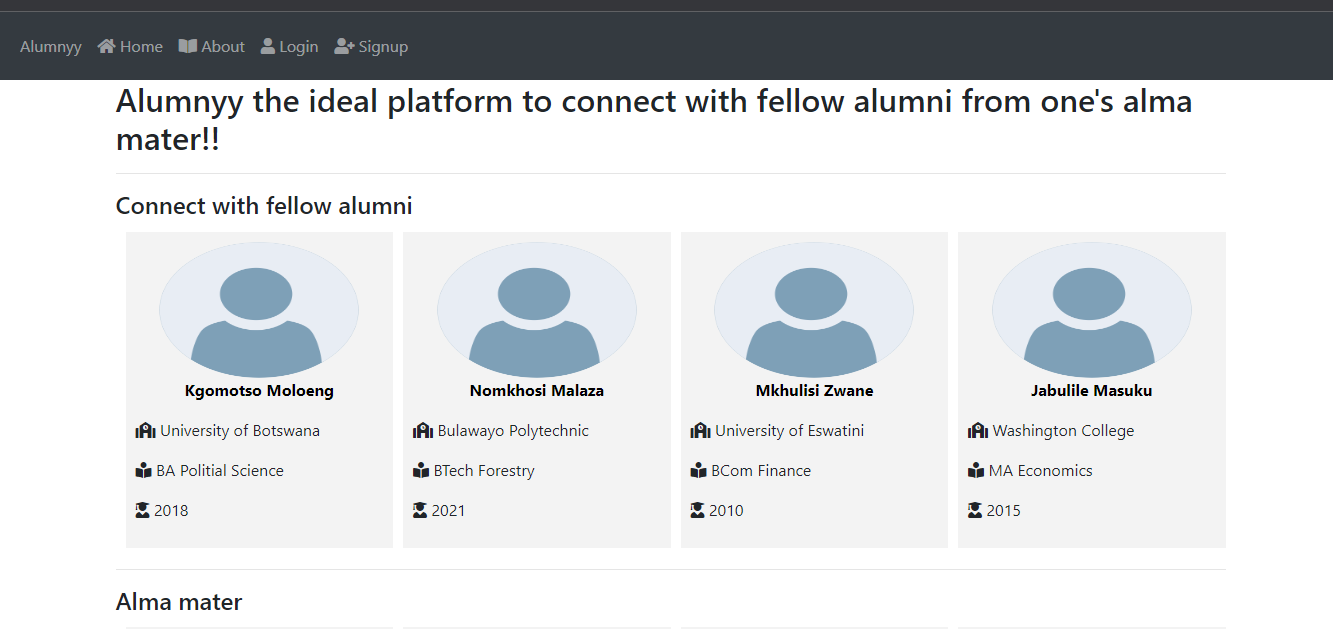 Alumnyy Home About Login Signup
Alumnyy the ideal platform to connect with fellow alumni from one's alma
mater!!
Connect with fellow alumni
Kgomotso Moloeng
University of Botswana
BA Politial Science
2018
Nomkhosi Malaza
Bulawayo Polytechnic
BTech Forestry
2021
Mkhulisi Zwane
University of Eswatini
BCom Finance
2010
Jabulile Masuku
Washington College
MA Economics
2015
Alma mater